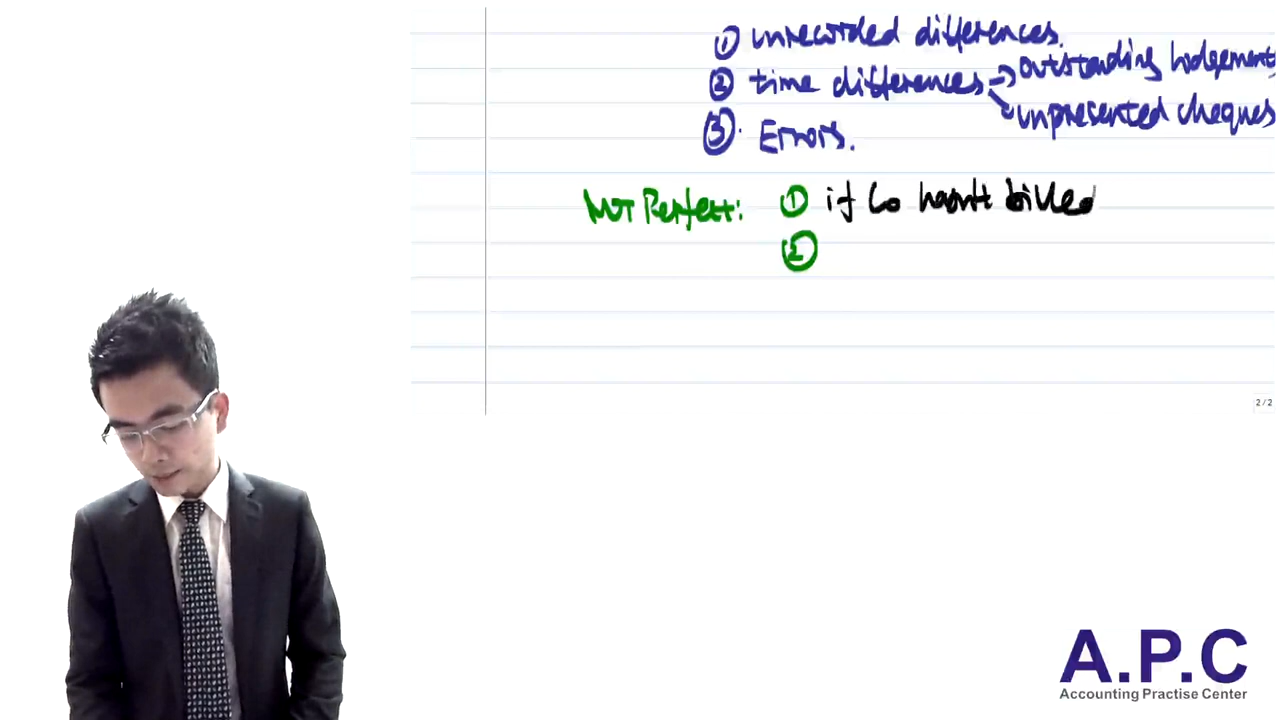 ① unrecorded differences.
② time differences → outstanding lodgements
→ unpresented cheques
③. Errors.
Not Perfect: ① if Co hasn't billed
②
2/2
A.P.C
Accounting Practise Center